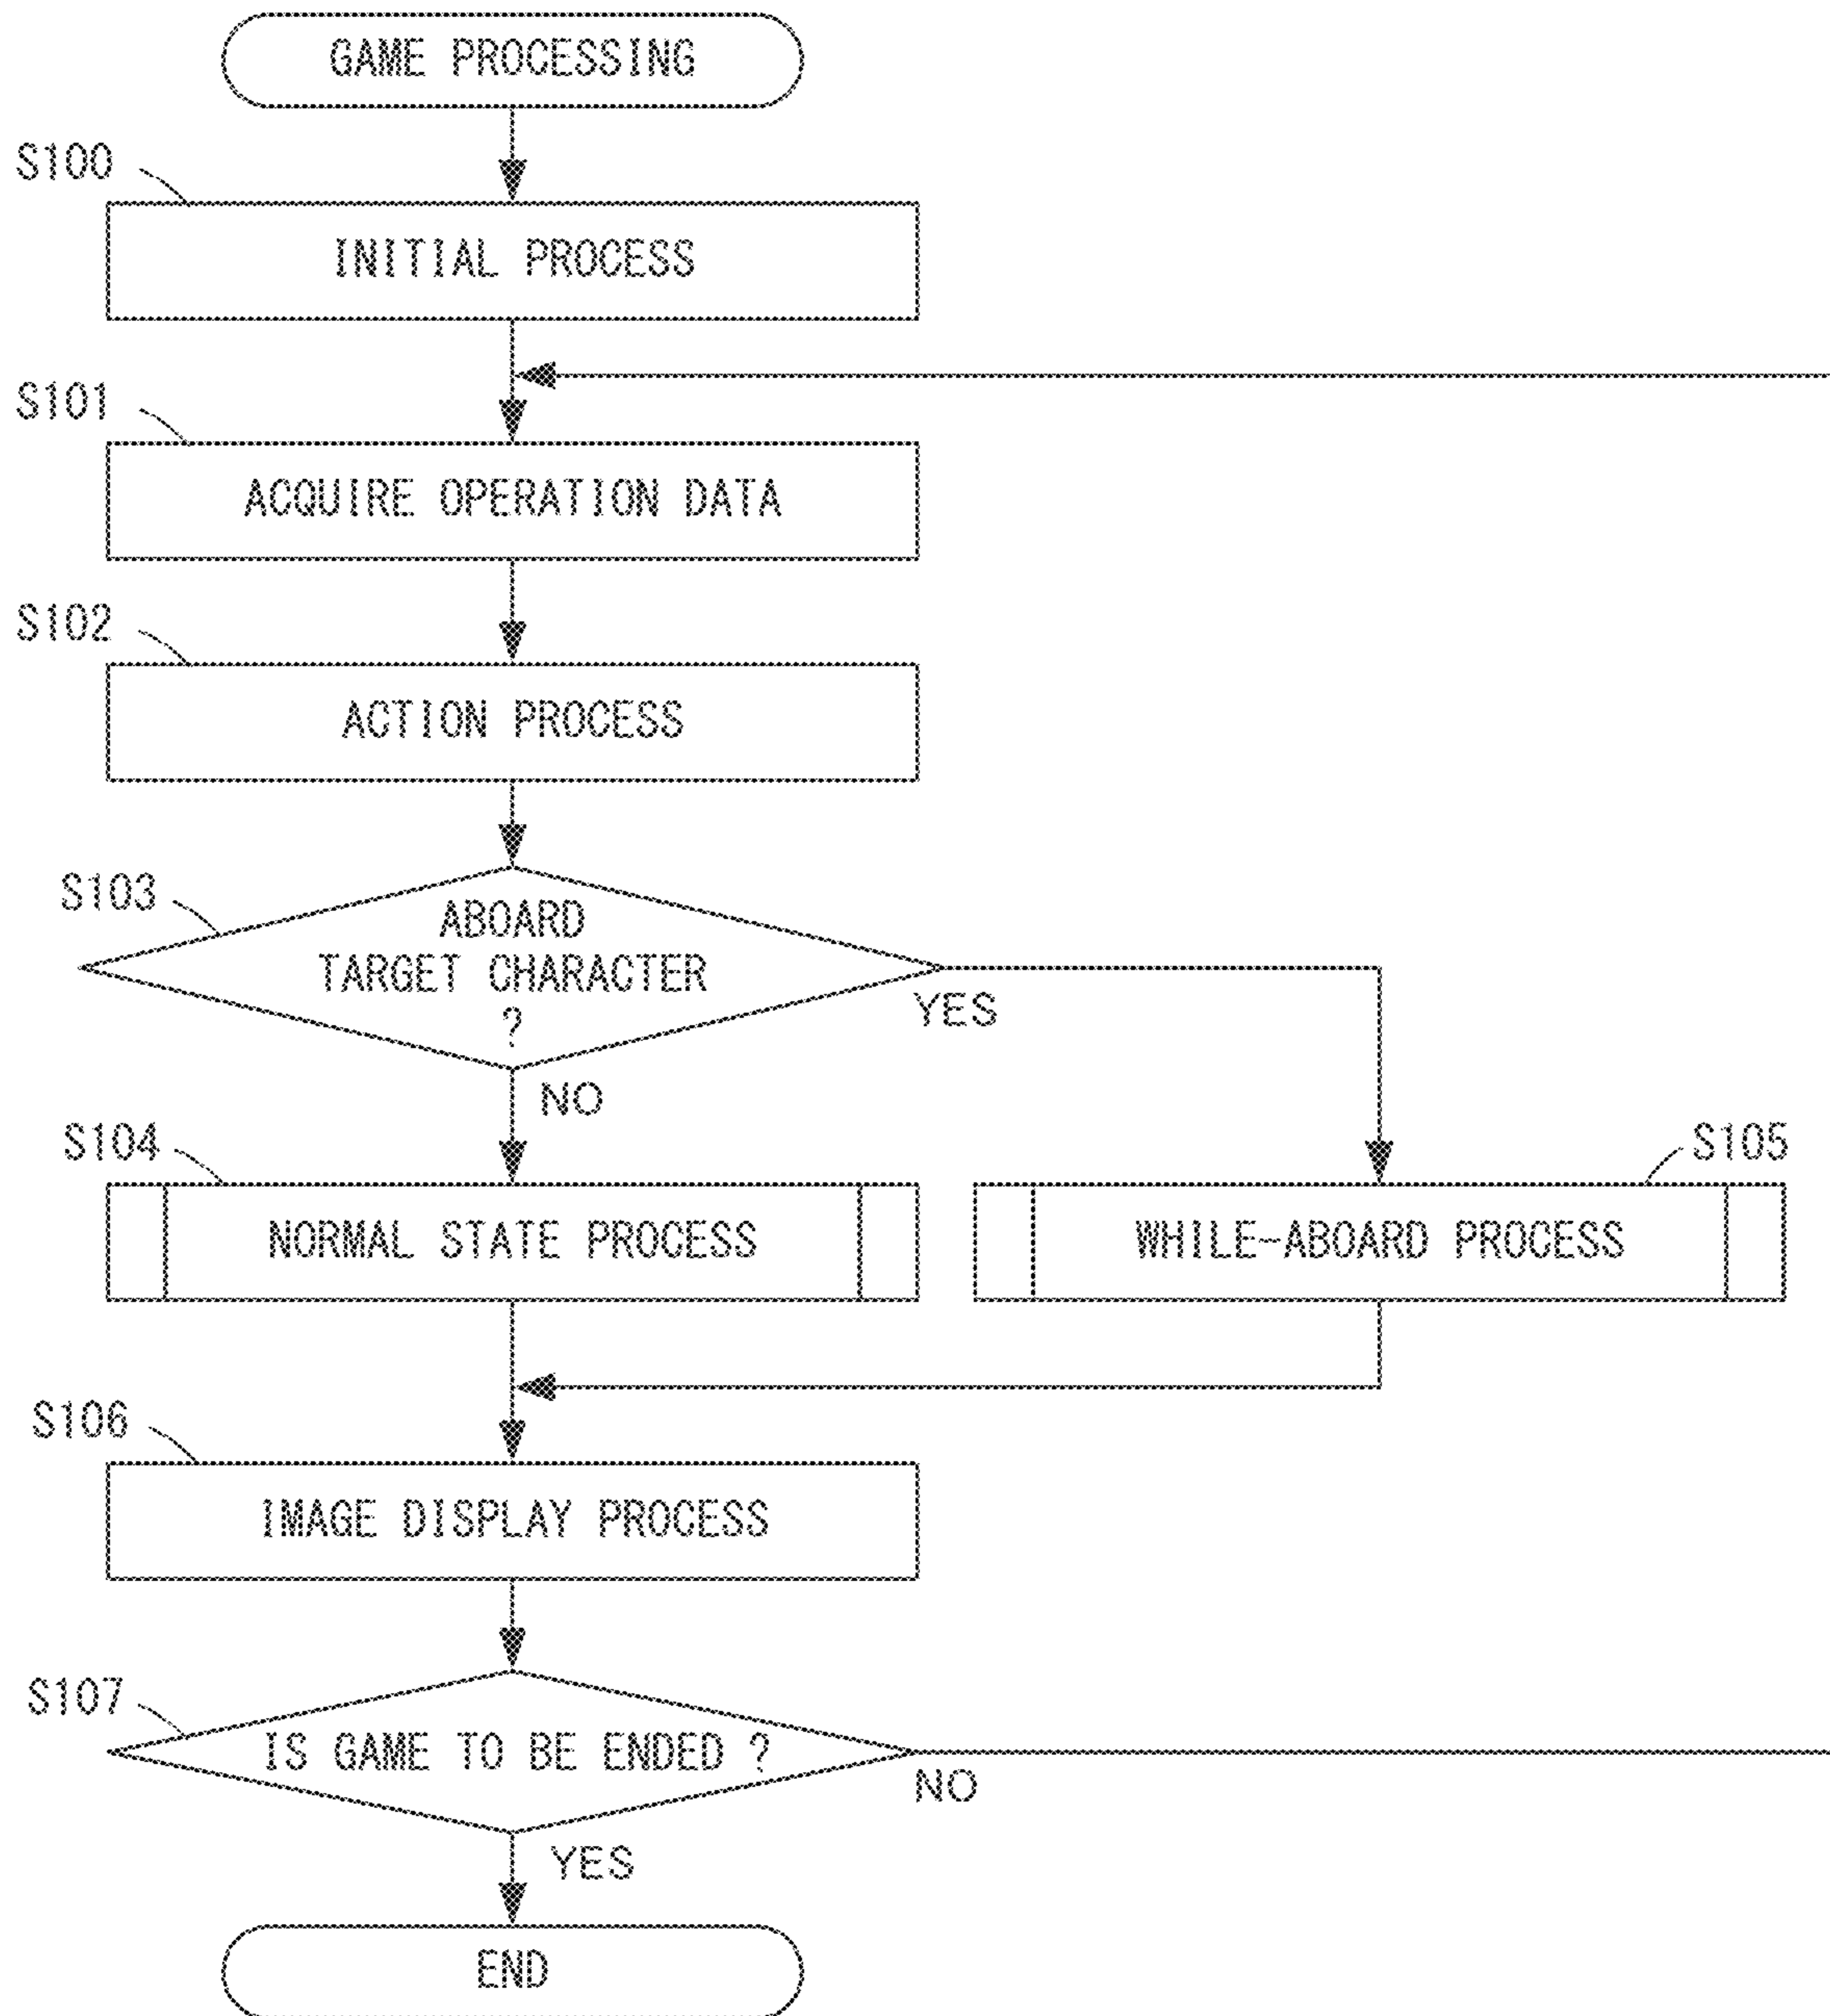 GAME PROCESSING
S100
INITIAL PROCESS
S101
ACQUIRE OPERATION DATA
S102
ACTION PROCESS
S103
ABOARD
TARGET CHARACTER
?
YES
NO
S104
S105
NORMAL STATE PROCESS
WHILE-ABOARD PROCESS
S106
IMAGE DISPLAY PROCESS
S107
IS GAME TO BE ENDED ?
NO
YES
END